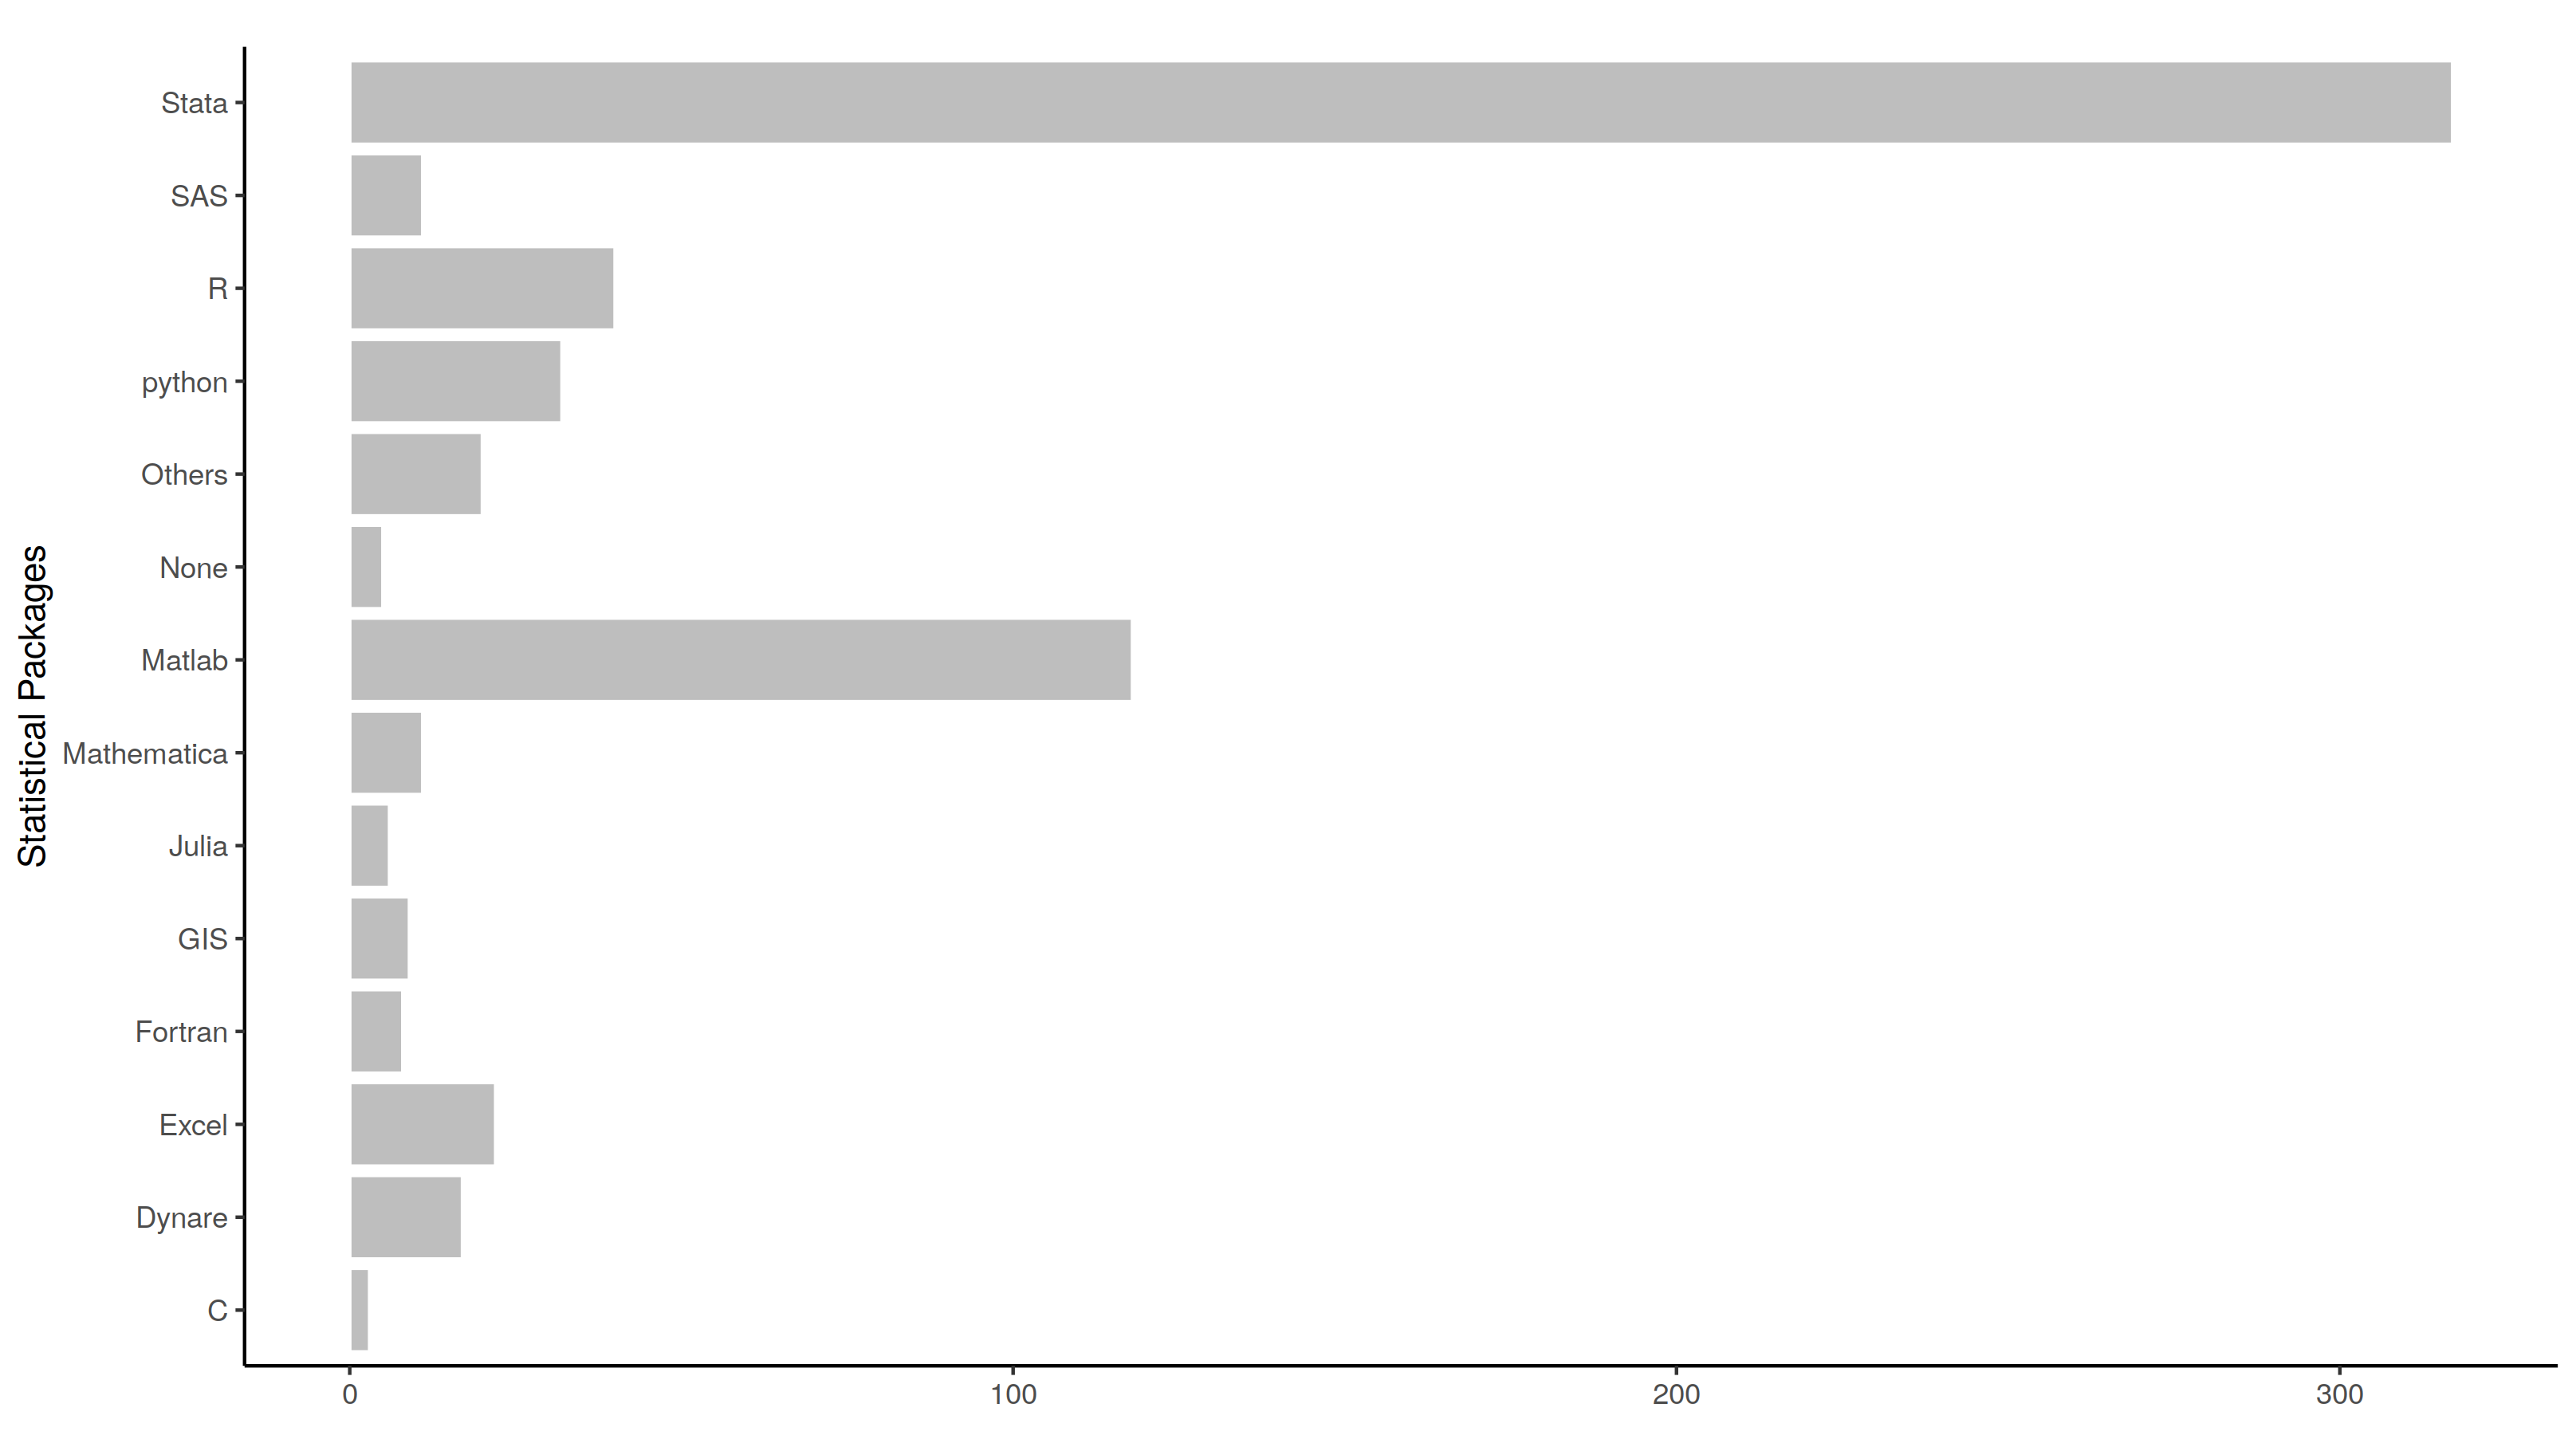 Statistical Packages
Stata
SAS
R
python
Others
None
Matlab
Mathematica
Julia
GIS
Fortran
Excel
Dynare
C
0 100 200 300